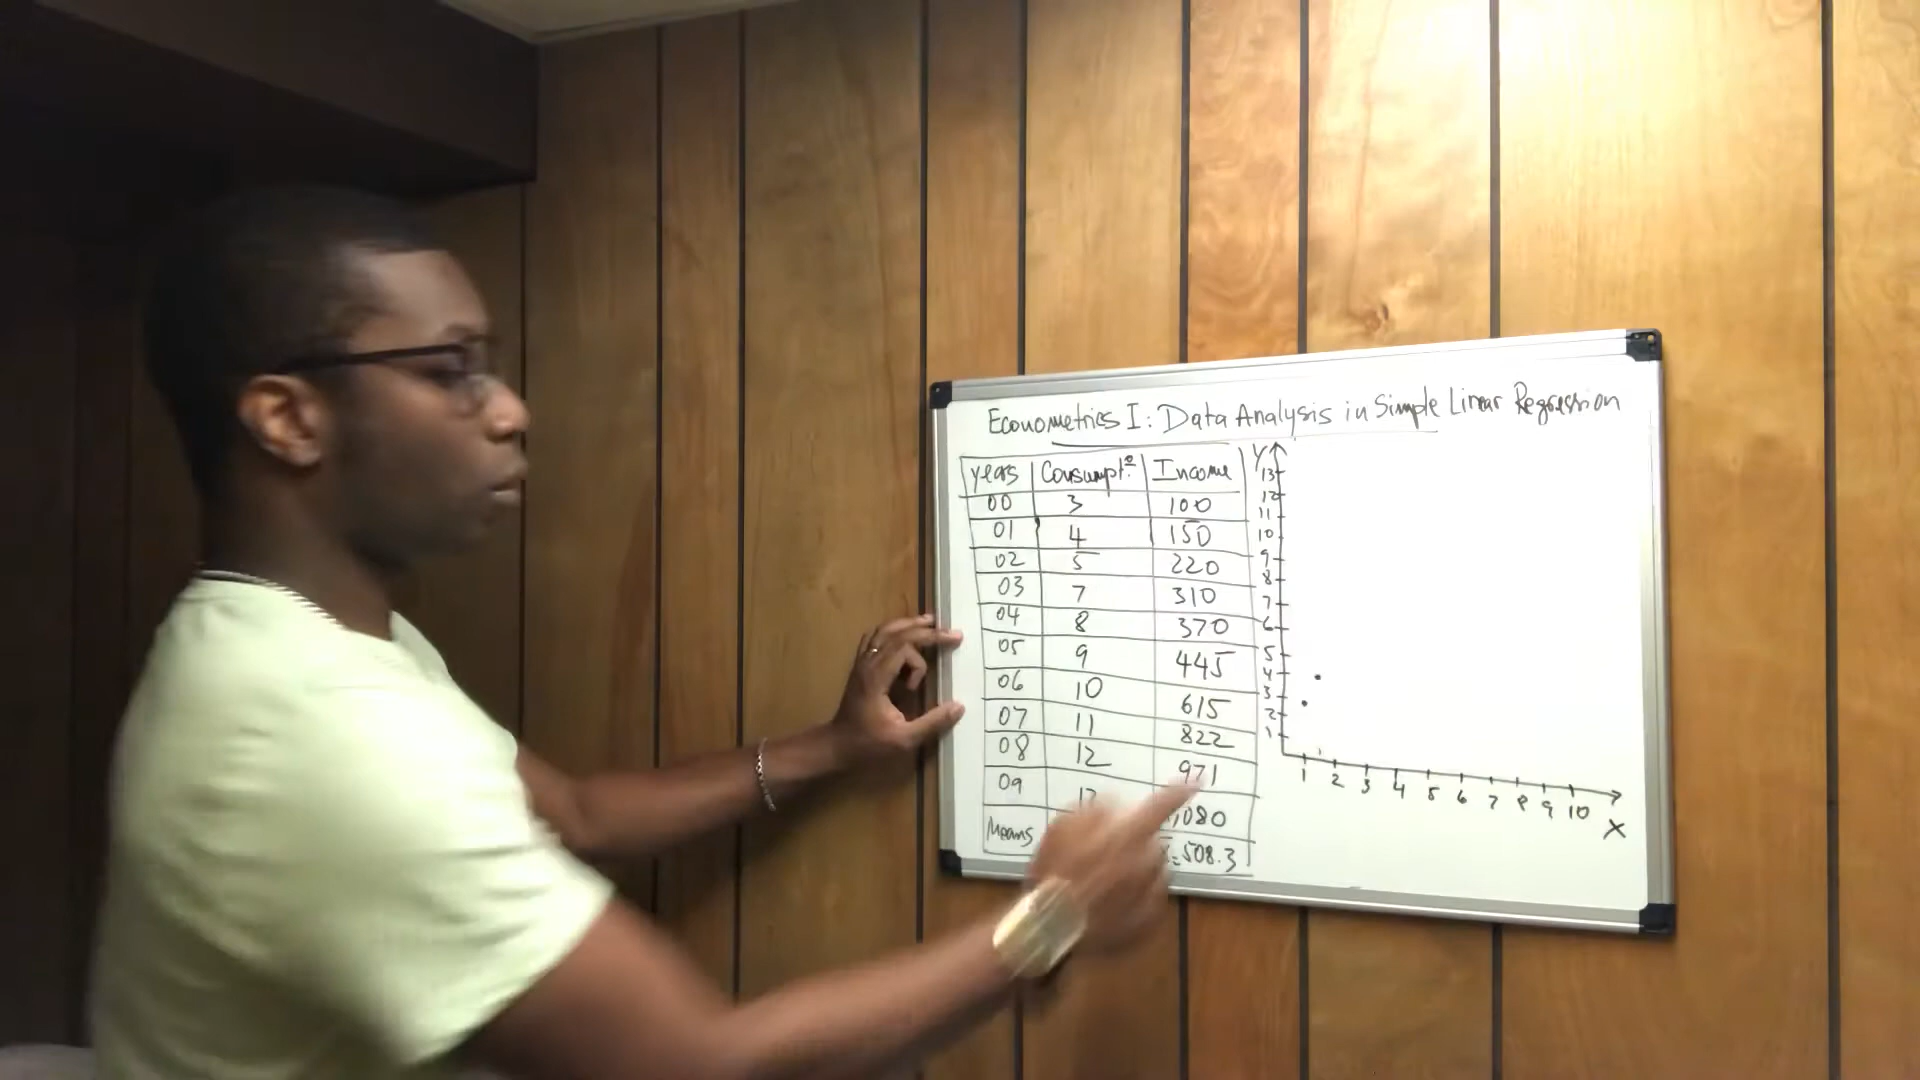 Econometrics I: Data Analysis in Simple Linear Regression
years Consumpt.º Income
00 3 100
01 4 150
02 5 220
03 7 310
04 8 370
05 9 445
06 10 615
07 11 822
08 12 971
09 ,080
Means =508.3
Y
13
12
11
10
9
8
7
6
5
4
3
2
1
1 2 3 4 5 6 7 8 9 10
X